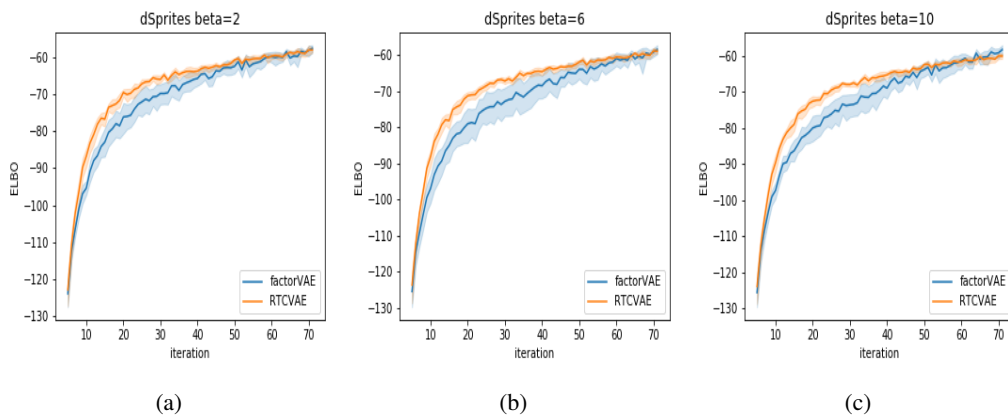 dSprites beta=2
−60
−70
−80
−90
−100
−110
−120
−130
ELBO
10 20 30 40 50 60 70
iteration
factorVAE
RTCVAE
(a)
dSprites beta=6
−60
−70
−80
−90
−100
−110
−120
−130
ELBO
10 20 30 40 50 60 70
iteration
factorVAE
RTCVAE
(b)
dSprites beta=10
−60
−70
−80
−90
−100
−110
−120
−130
ELBO
10 20 30 40 50 60 70
iteration
factorVAE
RTCVAE
(c)